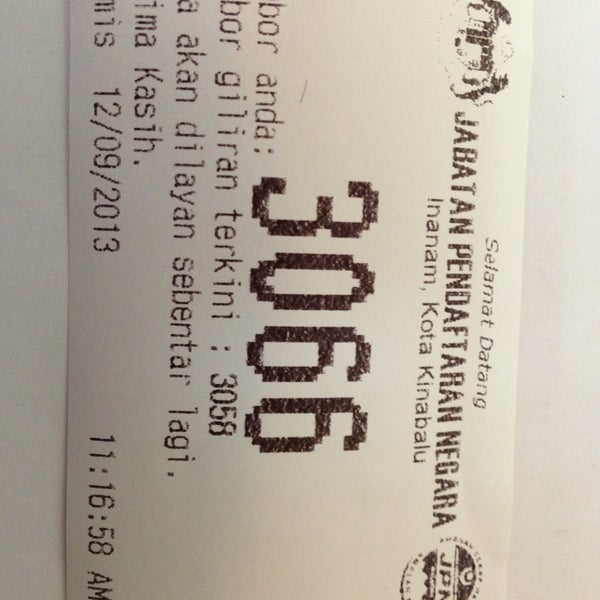 Selamat Datang
JABATAN PENDAFTARAN NEGARA
Inanam, Kota Kinabalu
bor anda:
3066
bor giliran terkini : 3058
a akan dilayan sebentar lagi.
ima Kasih.
mis 12/09/2013 11:16:58 AM
JPN